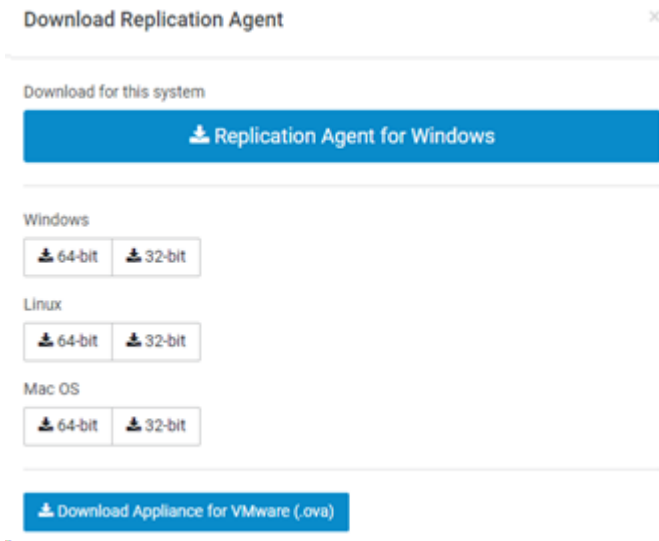 Download Replication Agent
Download for this system
Replication Agent for Windows
Windows
64-bit 32-bit
Linux
64-bit 32-bit
Mac OS
64-bit 32-bit
Download Appliance for VMware (.ova)